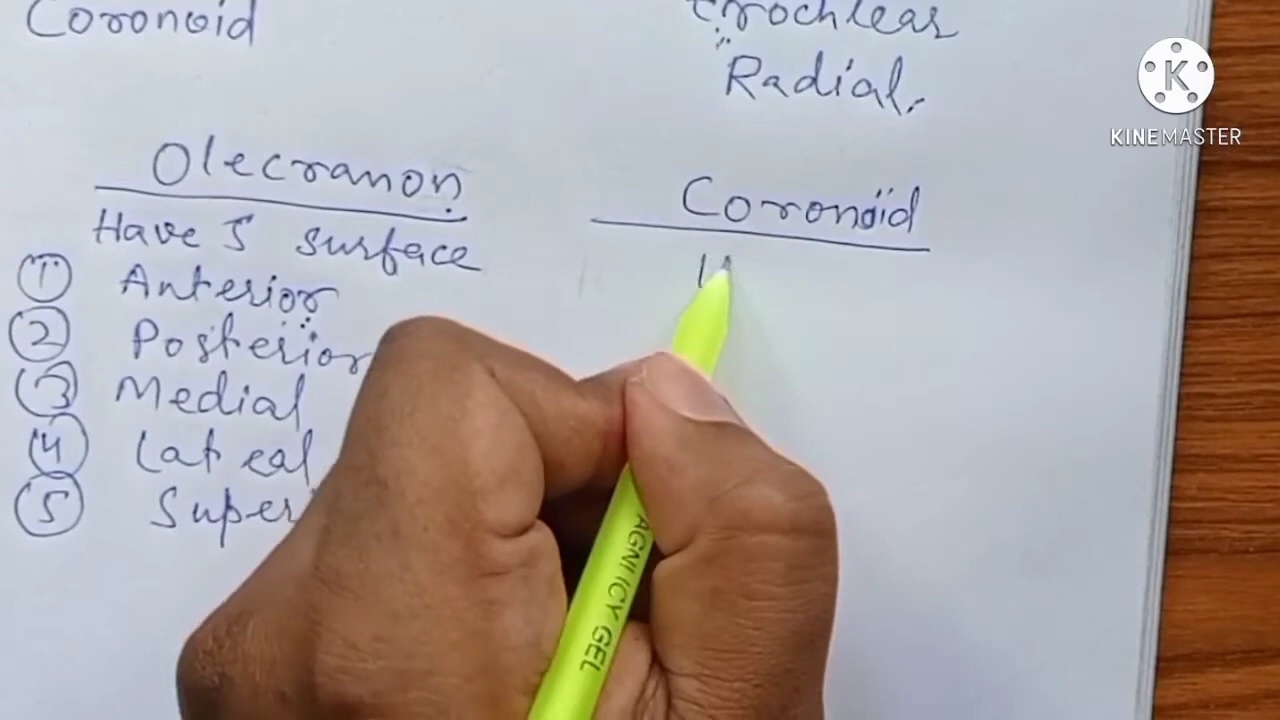 Coronoid
Trochlear
Radial.
KINEMASTER
Olecranon
Have 5 surface
Coronoid
① Anterior
② Posterior
③ Medial
④ Lateral
⑤ Super
AGNI ICY GEL